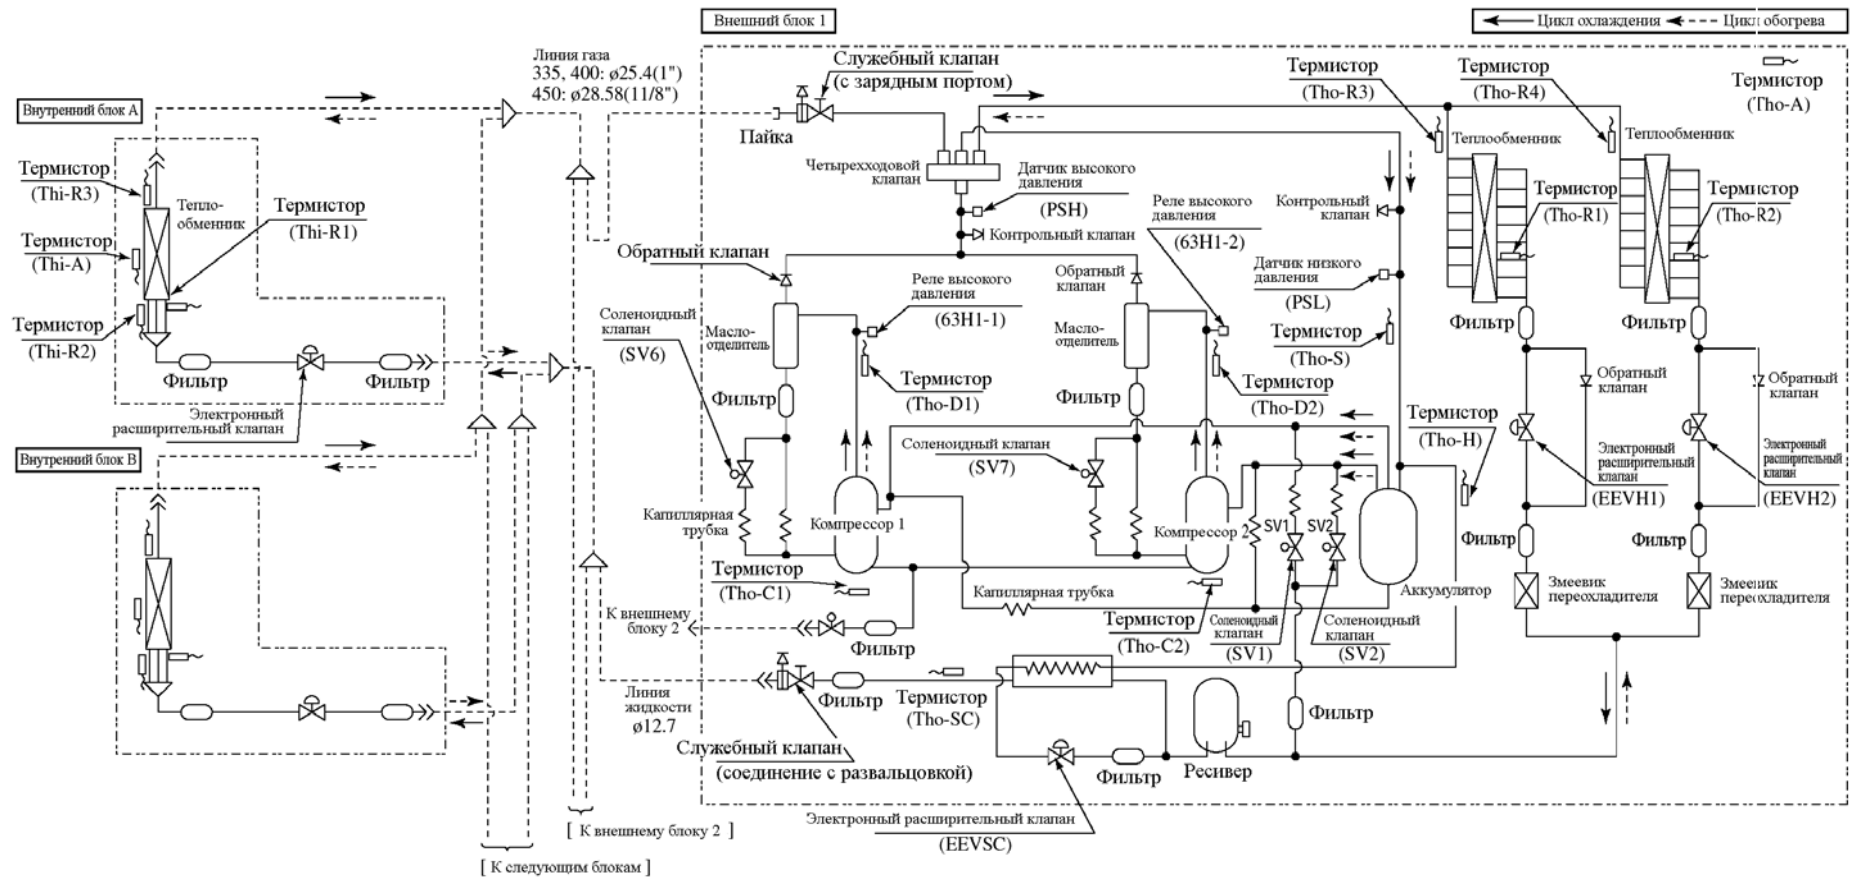 Внешний блок 1
Цикл охлаждения
Цикл обогрева
Линия газа
335, 400: ø25.4(1")
450: ø28.58(11/8")
Служебный клапан
(с зарядным портом)
Термистор
(Tho-R3)
Термистор
(Tho-R4)
Термистор
(Tho-A)
Внутренний блок A
Пайка
Теплообменник
Теплообменник
Термистор
(Thi-R3)
Четырехходовой
клапан
Датчик высокого
давления
(PSH)
Реле высокого
давления
(63H1-2)
Контрольный
клапан
Термистор
(Tho-R1)
Термистор
(Tho-R2)
Тепло-
обменник
Термистор
(Thi-R1)
Термистор
(Thi-A)
Контрольный клапан
Обратный клапан
Обратный
клапан
Датчик низкого
давления
(PSL)
Реле высокого
давления
(63H1-1)
Термистор
(Thi-R2)
Соленоидный
клапан
(SV6)
Масло-
отделитель
Масло-
отделитель
Термистор
(Tho-S)
Фильтр
Фильтр
Фильтр
Фильтр
Термистор
(Tho-D1)
Термистор
(Tho-D2)
Обратный
клапан
Обратный
клапан
Фильтр
Фильтр
Электронный
расширительный клапан
Термистор
(Tho-H)
Соленоидный клапан
(SV7)
Электронный
расширительный
клапан
(EEVH1)
Электронный
расширительный
клапан
(EEVH2)
Внутренний блок B
Капиллярная
трубка
Компрессор 1
Компрессор 2
SV1
SV2
Фильтр
Фильтр
Термистор
(Tho-C1)
Капиллярная трубка
Аккумулятор
Змеевик
переохладителя
Змеевик
переохладителя
К внешнему
блоку 2
Фильтр
Термистор
(Tho-C2)
Соленоидный
клапан
(SV1)
Соленоидный
клапан
(SV2)
Линия
жидкости
ø12.7
Фильтр
Термистор
(Tho-SC)
Фильтр
Служебный клапан
(соединение с развальцовкой)
Фильтр
Ресивер
Электронный расширительный клапан
(EEVSC)
[ К внешнему блоку 2 ]
[ К следующим блокам ]